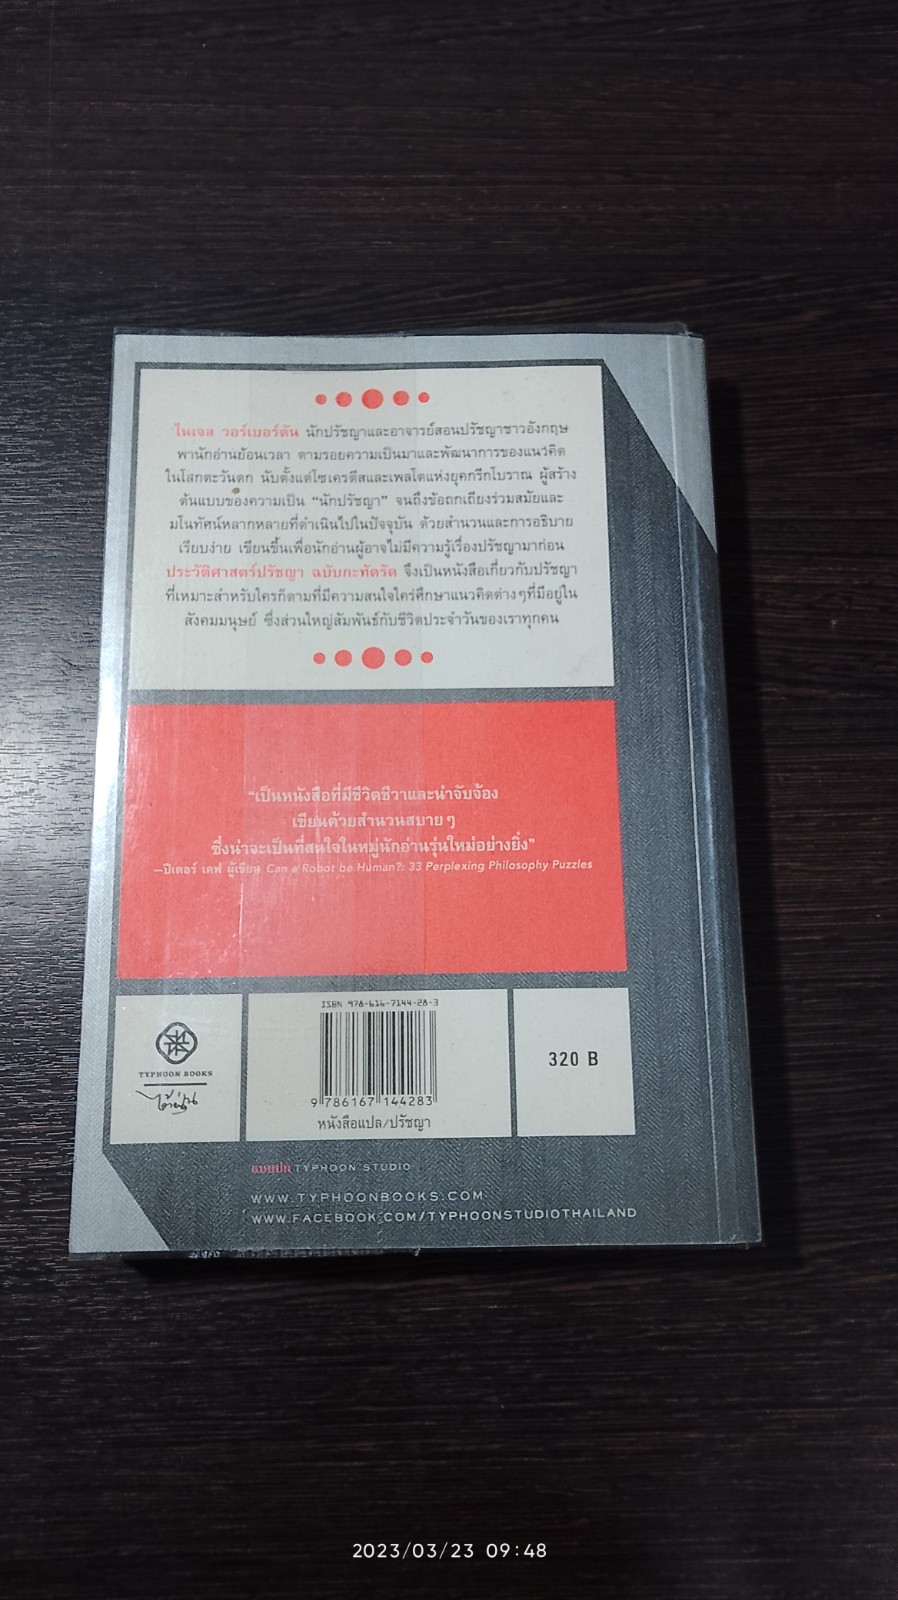 ไนเจล วอร์เบอร์ตัน นักปรัชญาและอาจารย์สอนปรัชญาชาวอังกฤษ
พานักอ่านย้อนเวลา ตามรอยความเป็นมาและพัฒนาการของแนวคิด
ในโลกตะวันตก นับตั้งแต่โซเครตีสและเพลโตแห่งยุคกรีกโบราณ ผู้สร้าง
ต้นแบบของความเป็น “นักปรัชญา” จนถึงข้อถกเถียงร่วมสมัยและ
มโนทัศน์หลากหลายที่ดำเนินไปในปัจจุบัน ด้วยสำนวนและการอธิบาย
เรียบง่าย เขียนขึ้นเพื่อนักอ่านผู้อาจไม่มีความรู้เรื่องปรัชญามาก่อน
ประวัติศาสตร์ปรัชญา ฉบับกะทัดรัด จึงเป็นหนังสือเกี่ยวกับปรัชญา
ที่เหมาะสำหรับใครก็ตามที่มีความสนใจใคร่ศึกษาแนวคิดต่างๆที่มีอยู่ใน
สังคมมนุษย์ ซึ่งส่วนใหญ่สัมพันธ์กับชีวิตประจำวันของเราทุกคน
“เป็นหนังสือที่มีชีวิตชีวาและน่าจับจ้อง
เขียนด้วยสำนวนสบายๆ
ซึ่งน่าจะเป็นที่สนใจในหมู่นักอ่านรุ่นใหม่อย่างยิ่ง”
—ปีเตอร์ เคฟ ผู้เขียน Can a Robot be Human?: 33 Perplexing Philosophy Puzzles
ISBN 978-616-7144-28-3
9 786167 144283
หนังสือแปล/ปรัชญา
TYPHOON BOOKS
ไต้ฝุ่น
320 B
แบบปก TYPHOON STUDIO
WWW.TYPHOONBOOKS.COM
WWW.FACEBOOK.COM/TYPHOONSTUDIOTHAILAND
2023/03/23 09:48